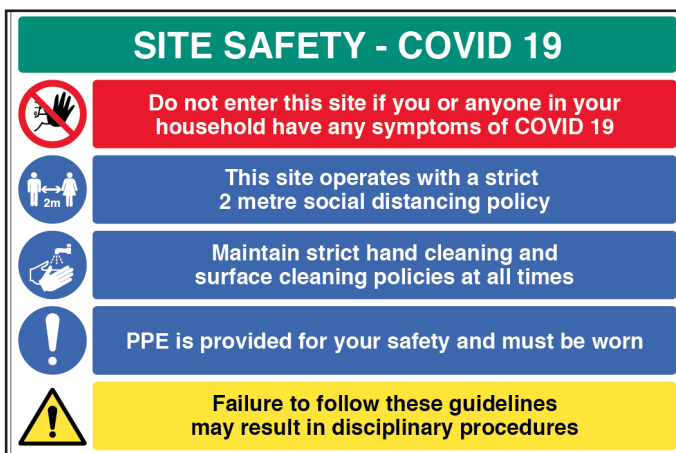 SITE SAFETY - COVID 19
Do not enter this site if you or anyone in your
household have any symptoms of COVID 19
This site operates with a strict
2 metre social distancing policy
2m
Maintain strict hand cleaning and
surface cleaning policies at all times
PPE is provided for your safety and must be worn
Failure to follow these guidelines
may result in disciplinary procedures